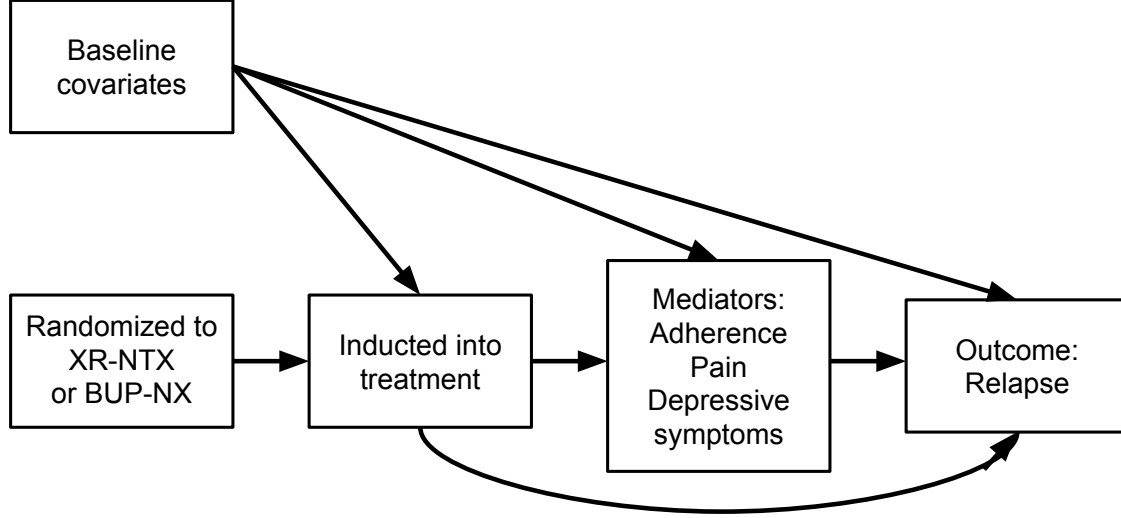 Baseline
covariates
Randomized to
XR-NTX
or BUP-NX
Inducted into
treatment
Mediators:
Adherence
Pain
Depressive
symptoms
Outcome:
Relapse